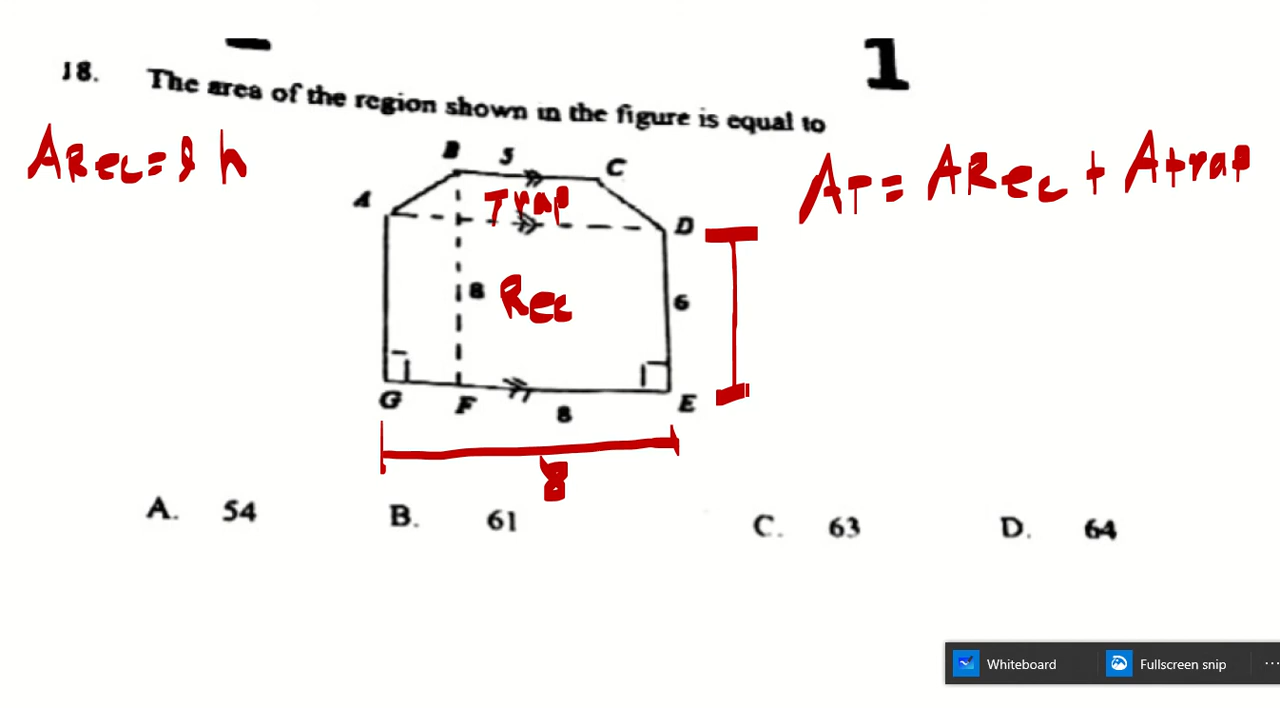 1
18. The area of the region shown in the figure is equal to
ARec = l h
AT = ARec + Atrap
B 5 C
A Trap D
8 Rec 6
G F 8 E
8
A. 54 B. 61 C. 63 D. 64
Whiteboard Fullscreen snip ...